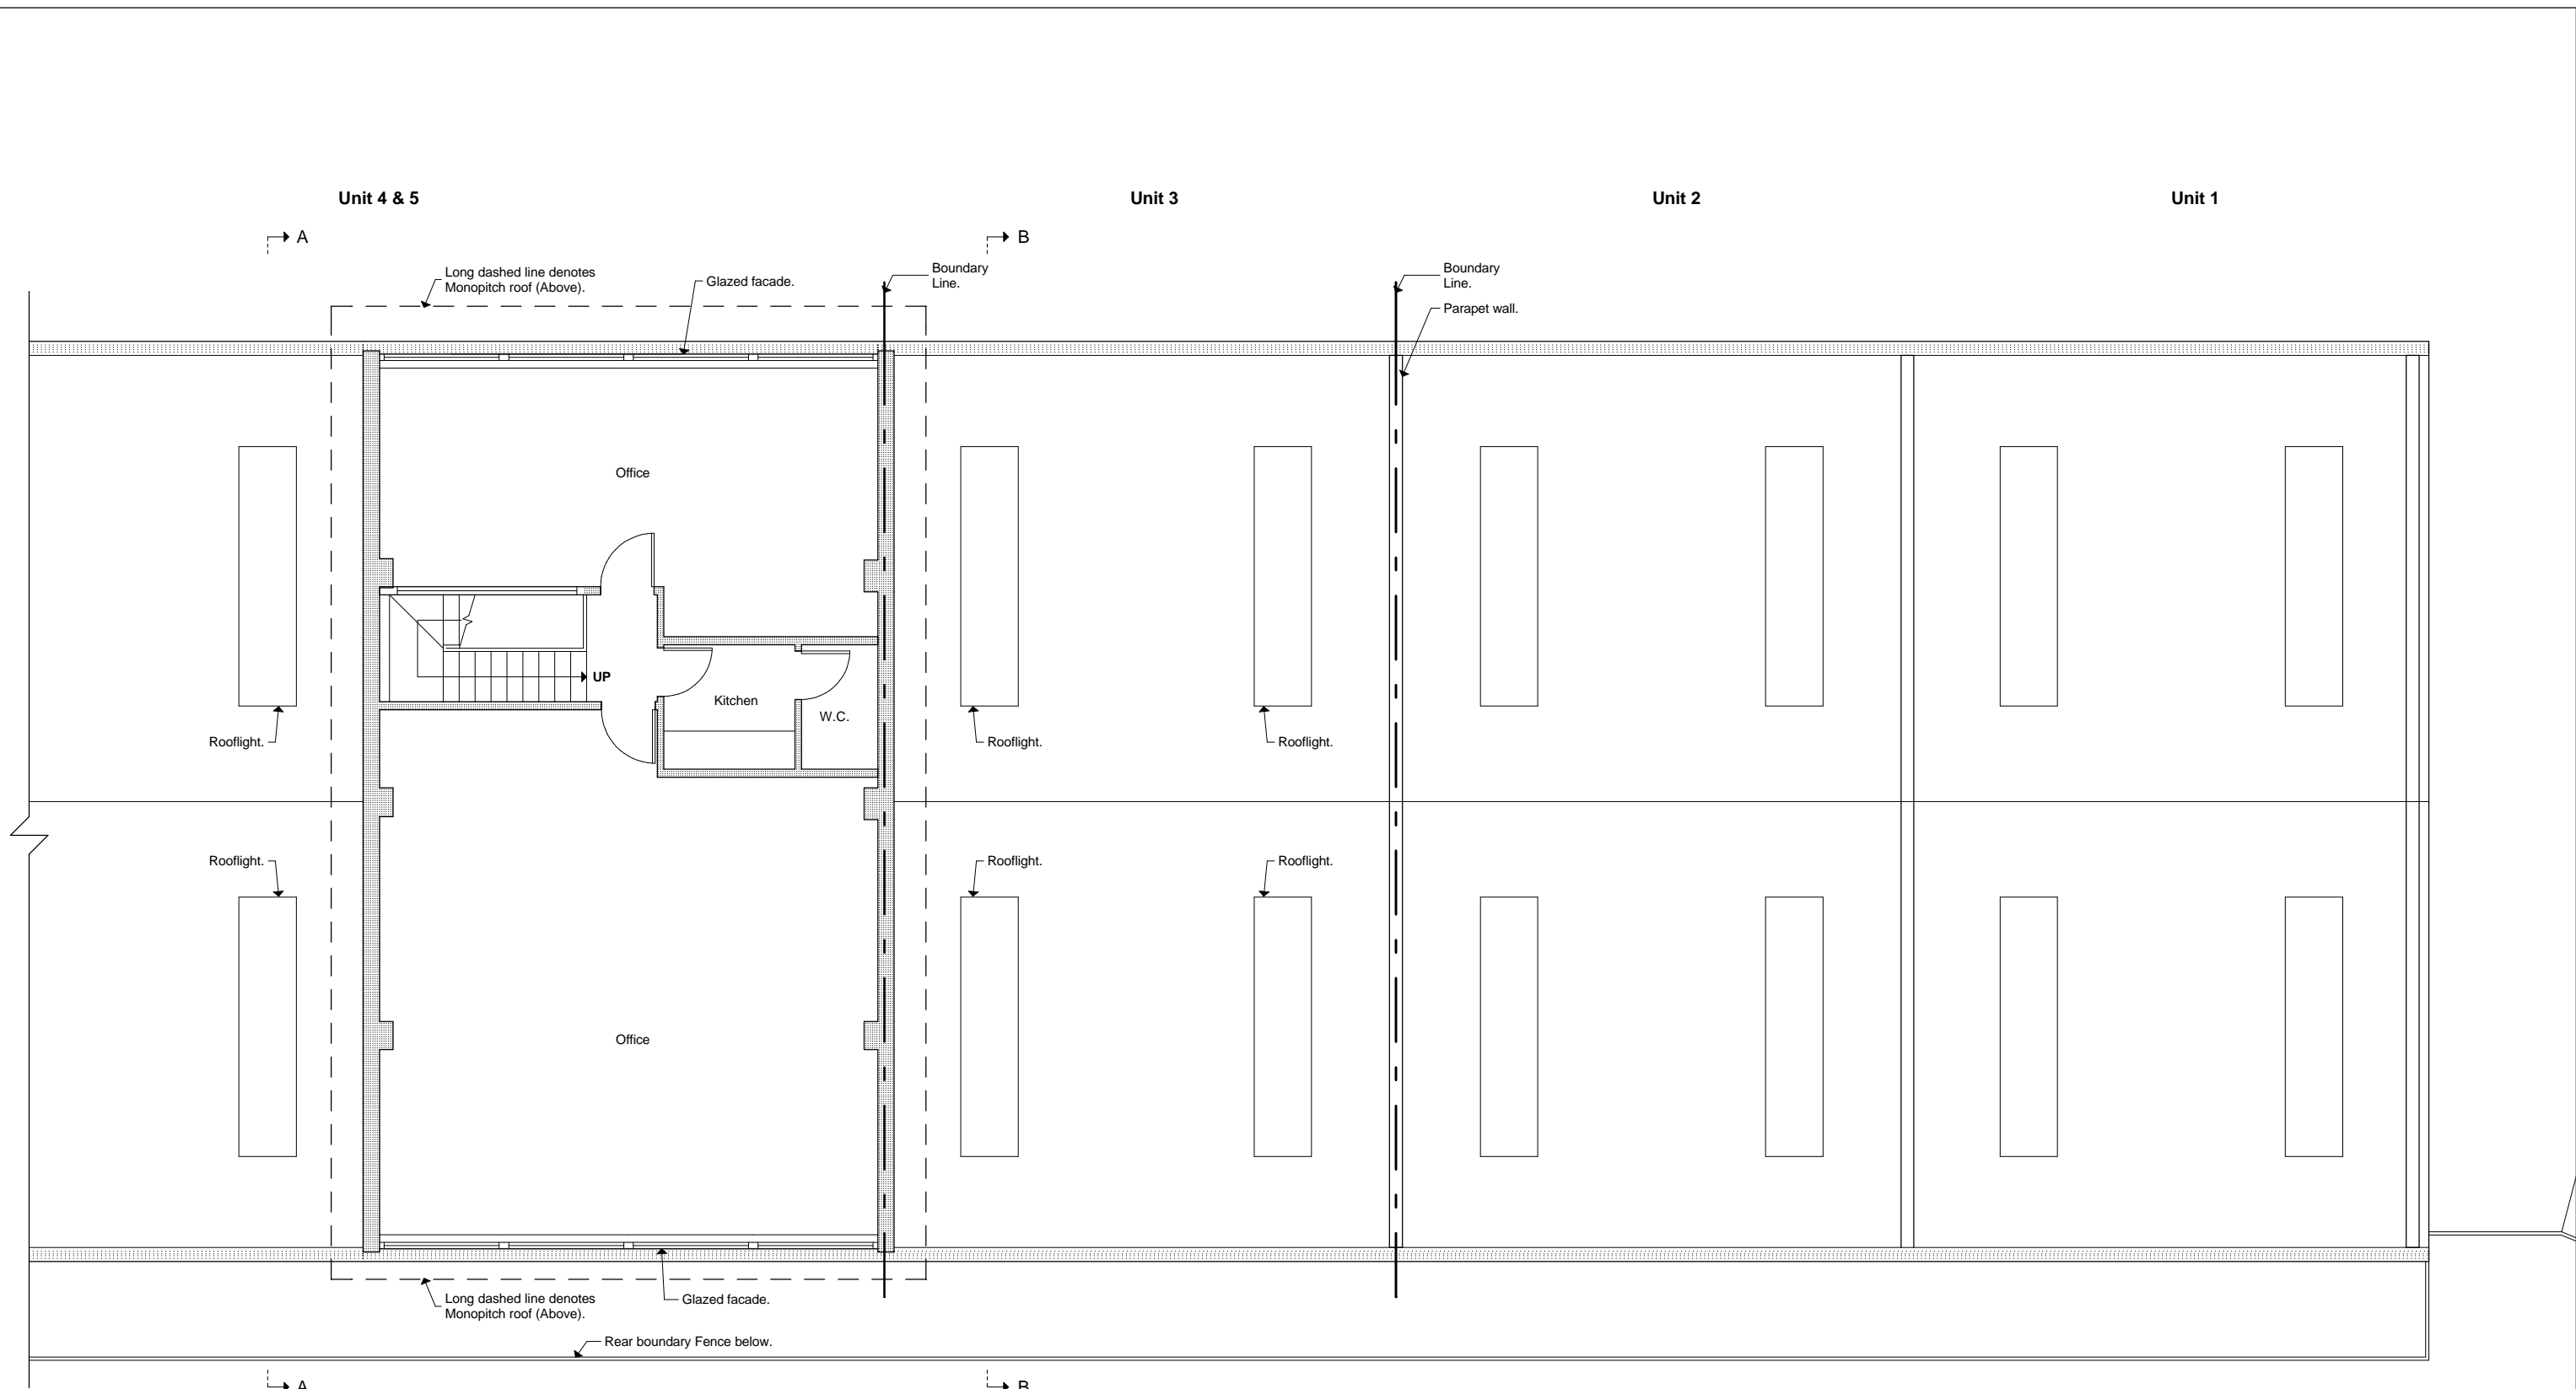 Unit 4 & 5
Unit 3
Unit 2
Unit 1
A
B
Long dashed line denotes
Monopitch roof (Above).
Glazed facade.
Boundary
Line.
Boundary
Line.
Parapet wall.
Office
UP
Kitchen
W.C.
Rooflight.
Rooflight.
Rooflight.
Rooflight.
Rooflight.
Rooflight.
Office
Long dashed line denotes
Monopitch roof (Above).
Glazed facade.
Rear boundary Fence below.
A
B